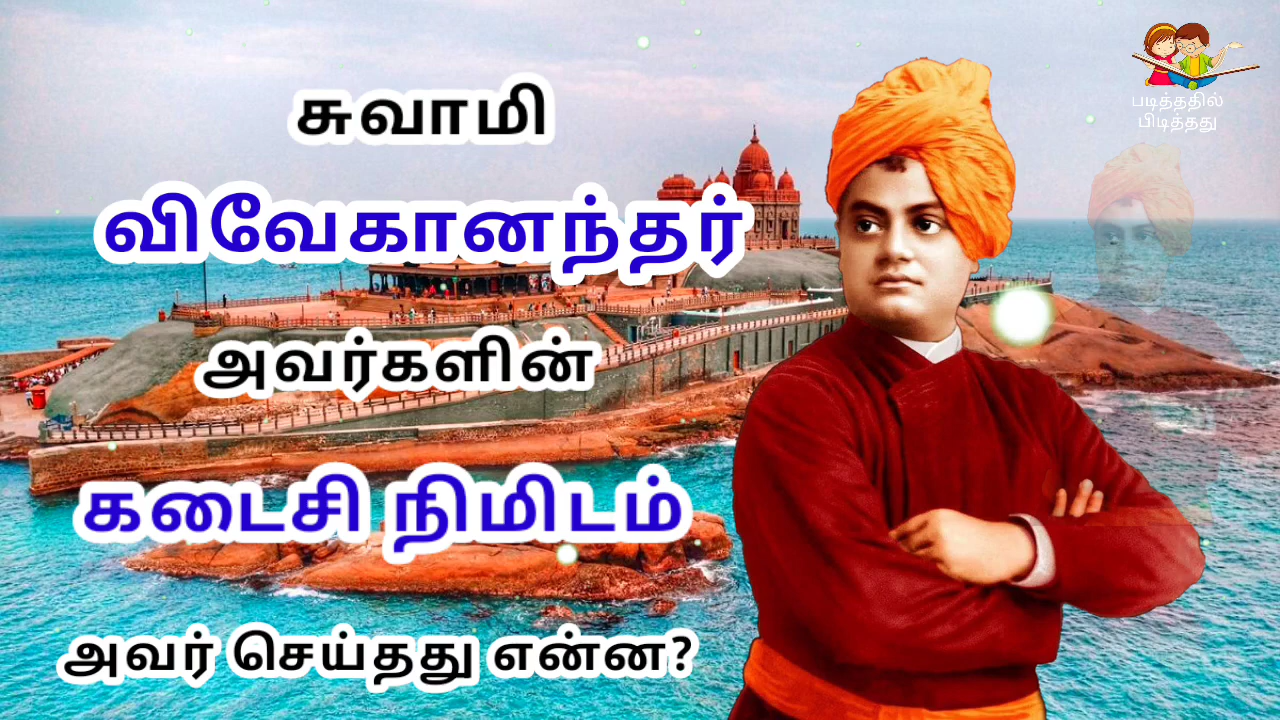 சுவாமி
விவேகானந்தர்
அவர்களின்
கடைசி நிமிடம்
அவர் செய்தது என்ன?
படித்ததில்
பிடித்தது